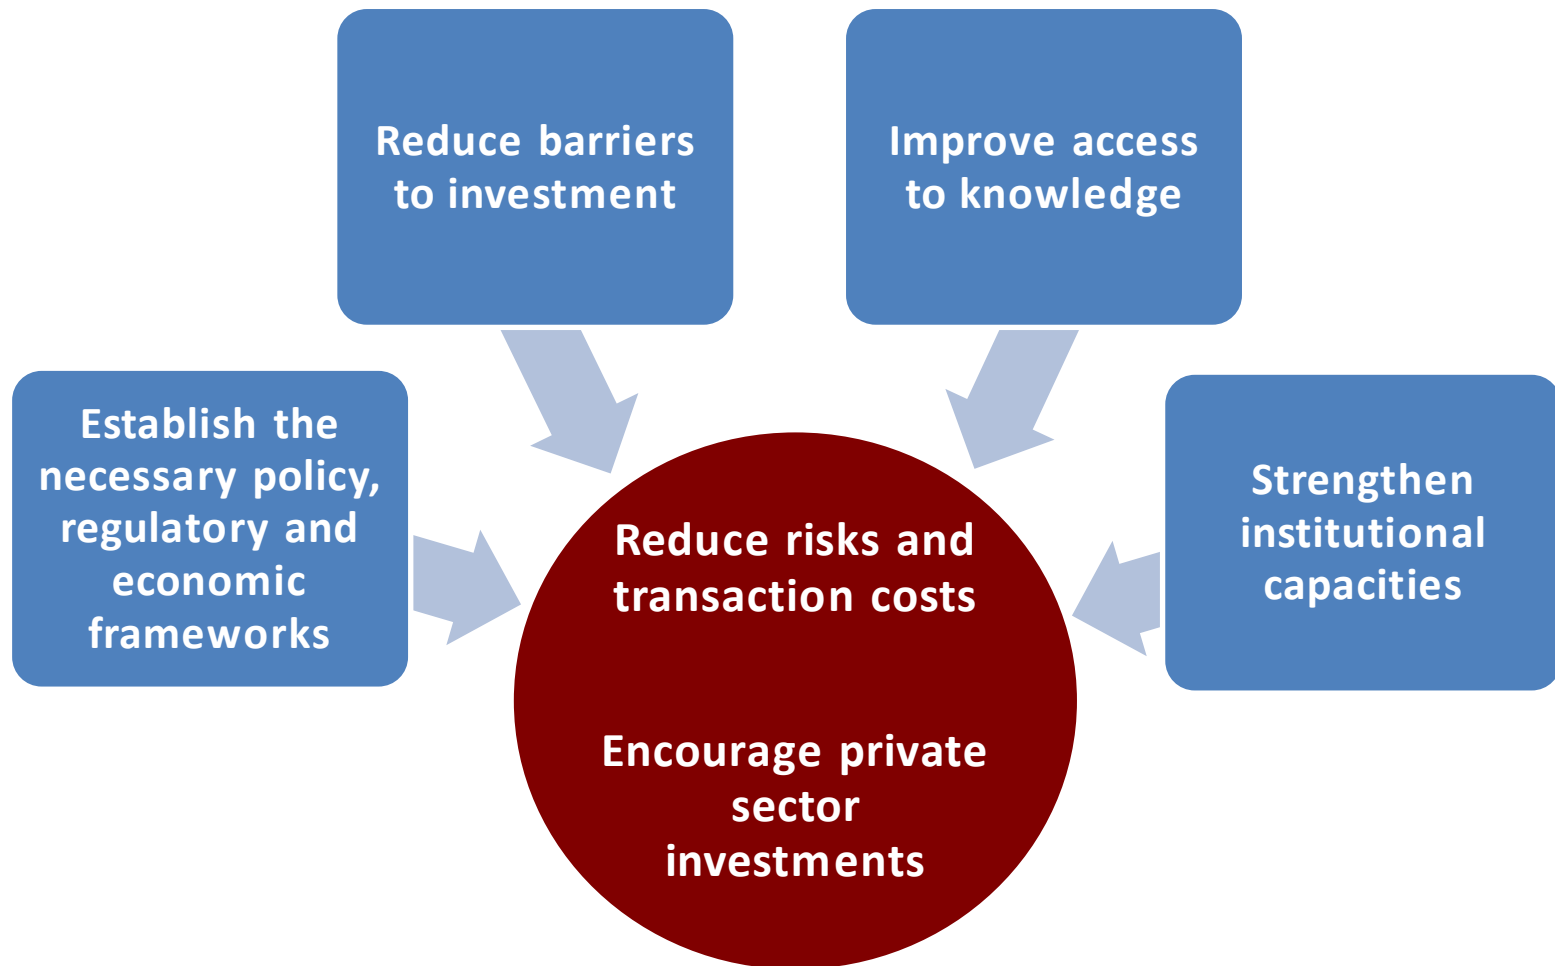 Reduce barriers
to investment
Improve access
to knowledge
Establish the
necessary policy,
regulatory and
economic
frameworks
Strengthen
institutional
capacities
Reduce risks and
transaction costs
Encourage private
sector
investments